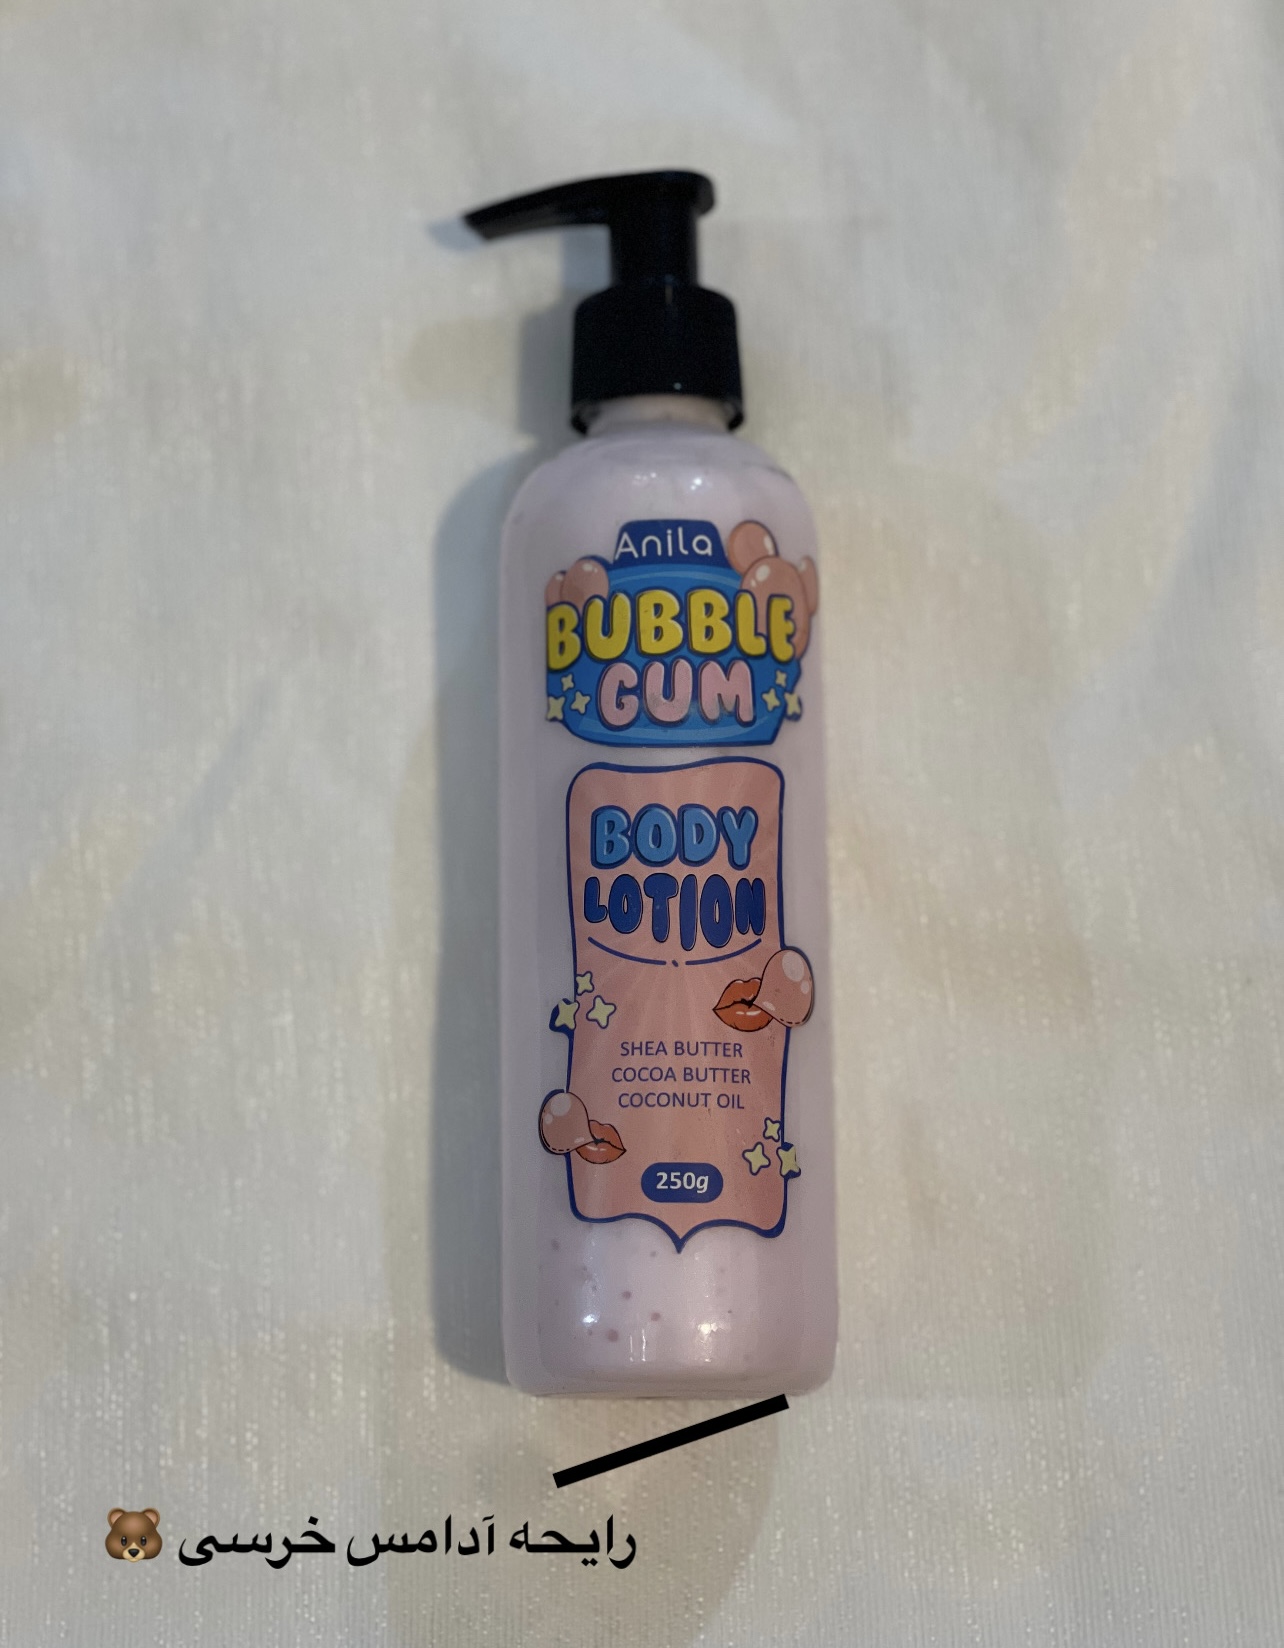 Anila
BUBBLE
GUM
BODY
LOTION
SHEA BUTTER
COCOA BUTTER
COCONUT OIL
250g
رایحه آدامس خرسی 🐻